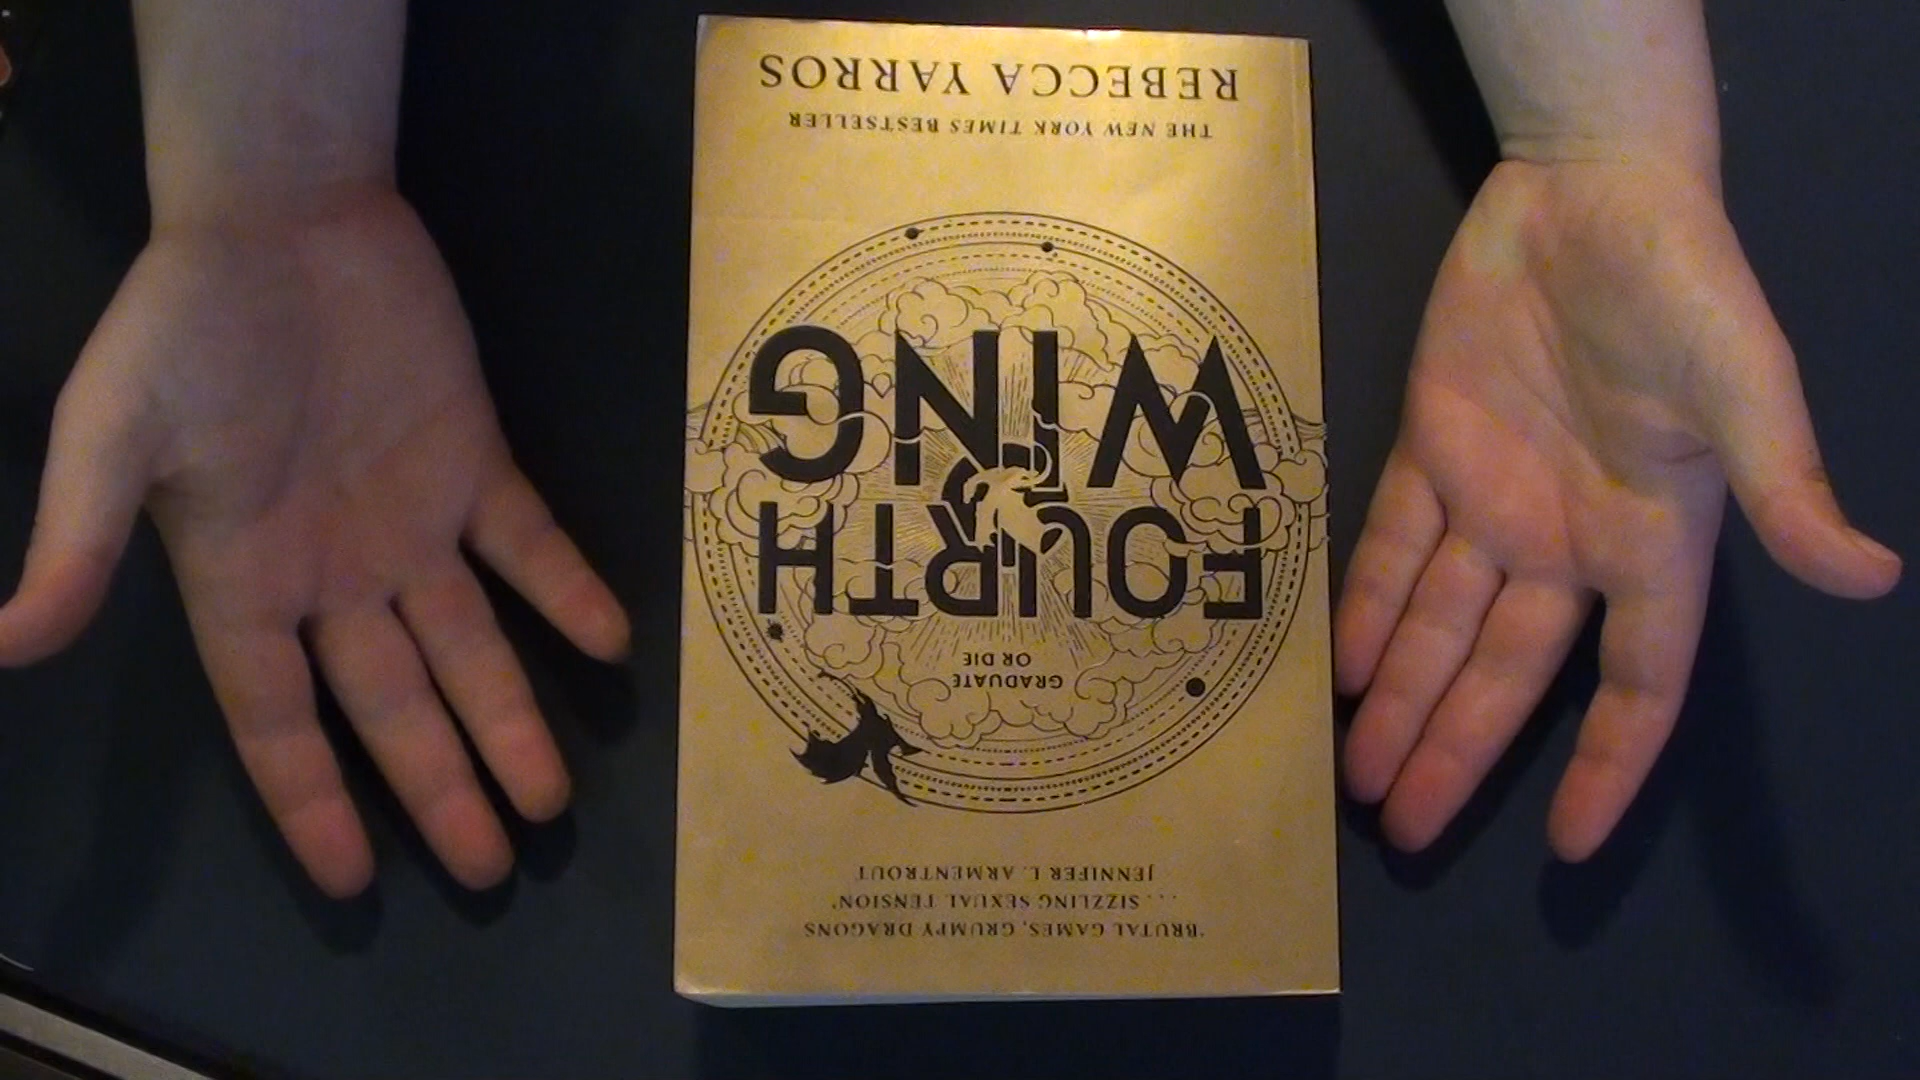 'BRUTAL GAMES, GRUMPY DRAGONS
. . . SIZZLING SEXUAL TENSION'
JENNIFER L. ARMENTROUT
GRADUATE
OR DIE
FOURTH
WING
THE NEW YORK TIMES BESTSELLER
REBECCA YARROS